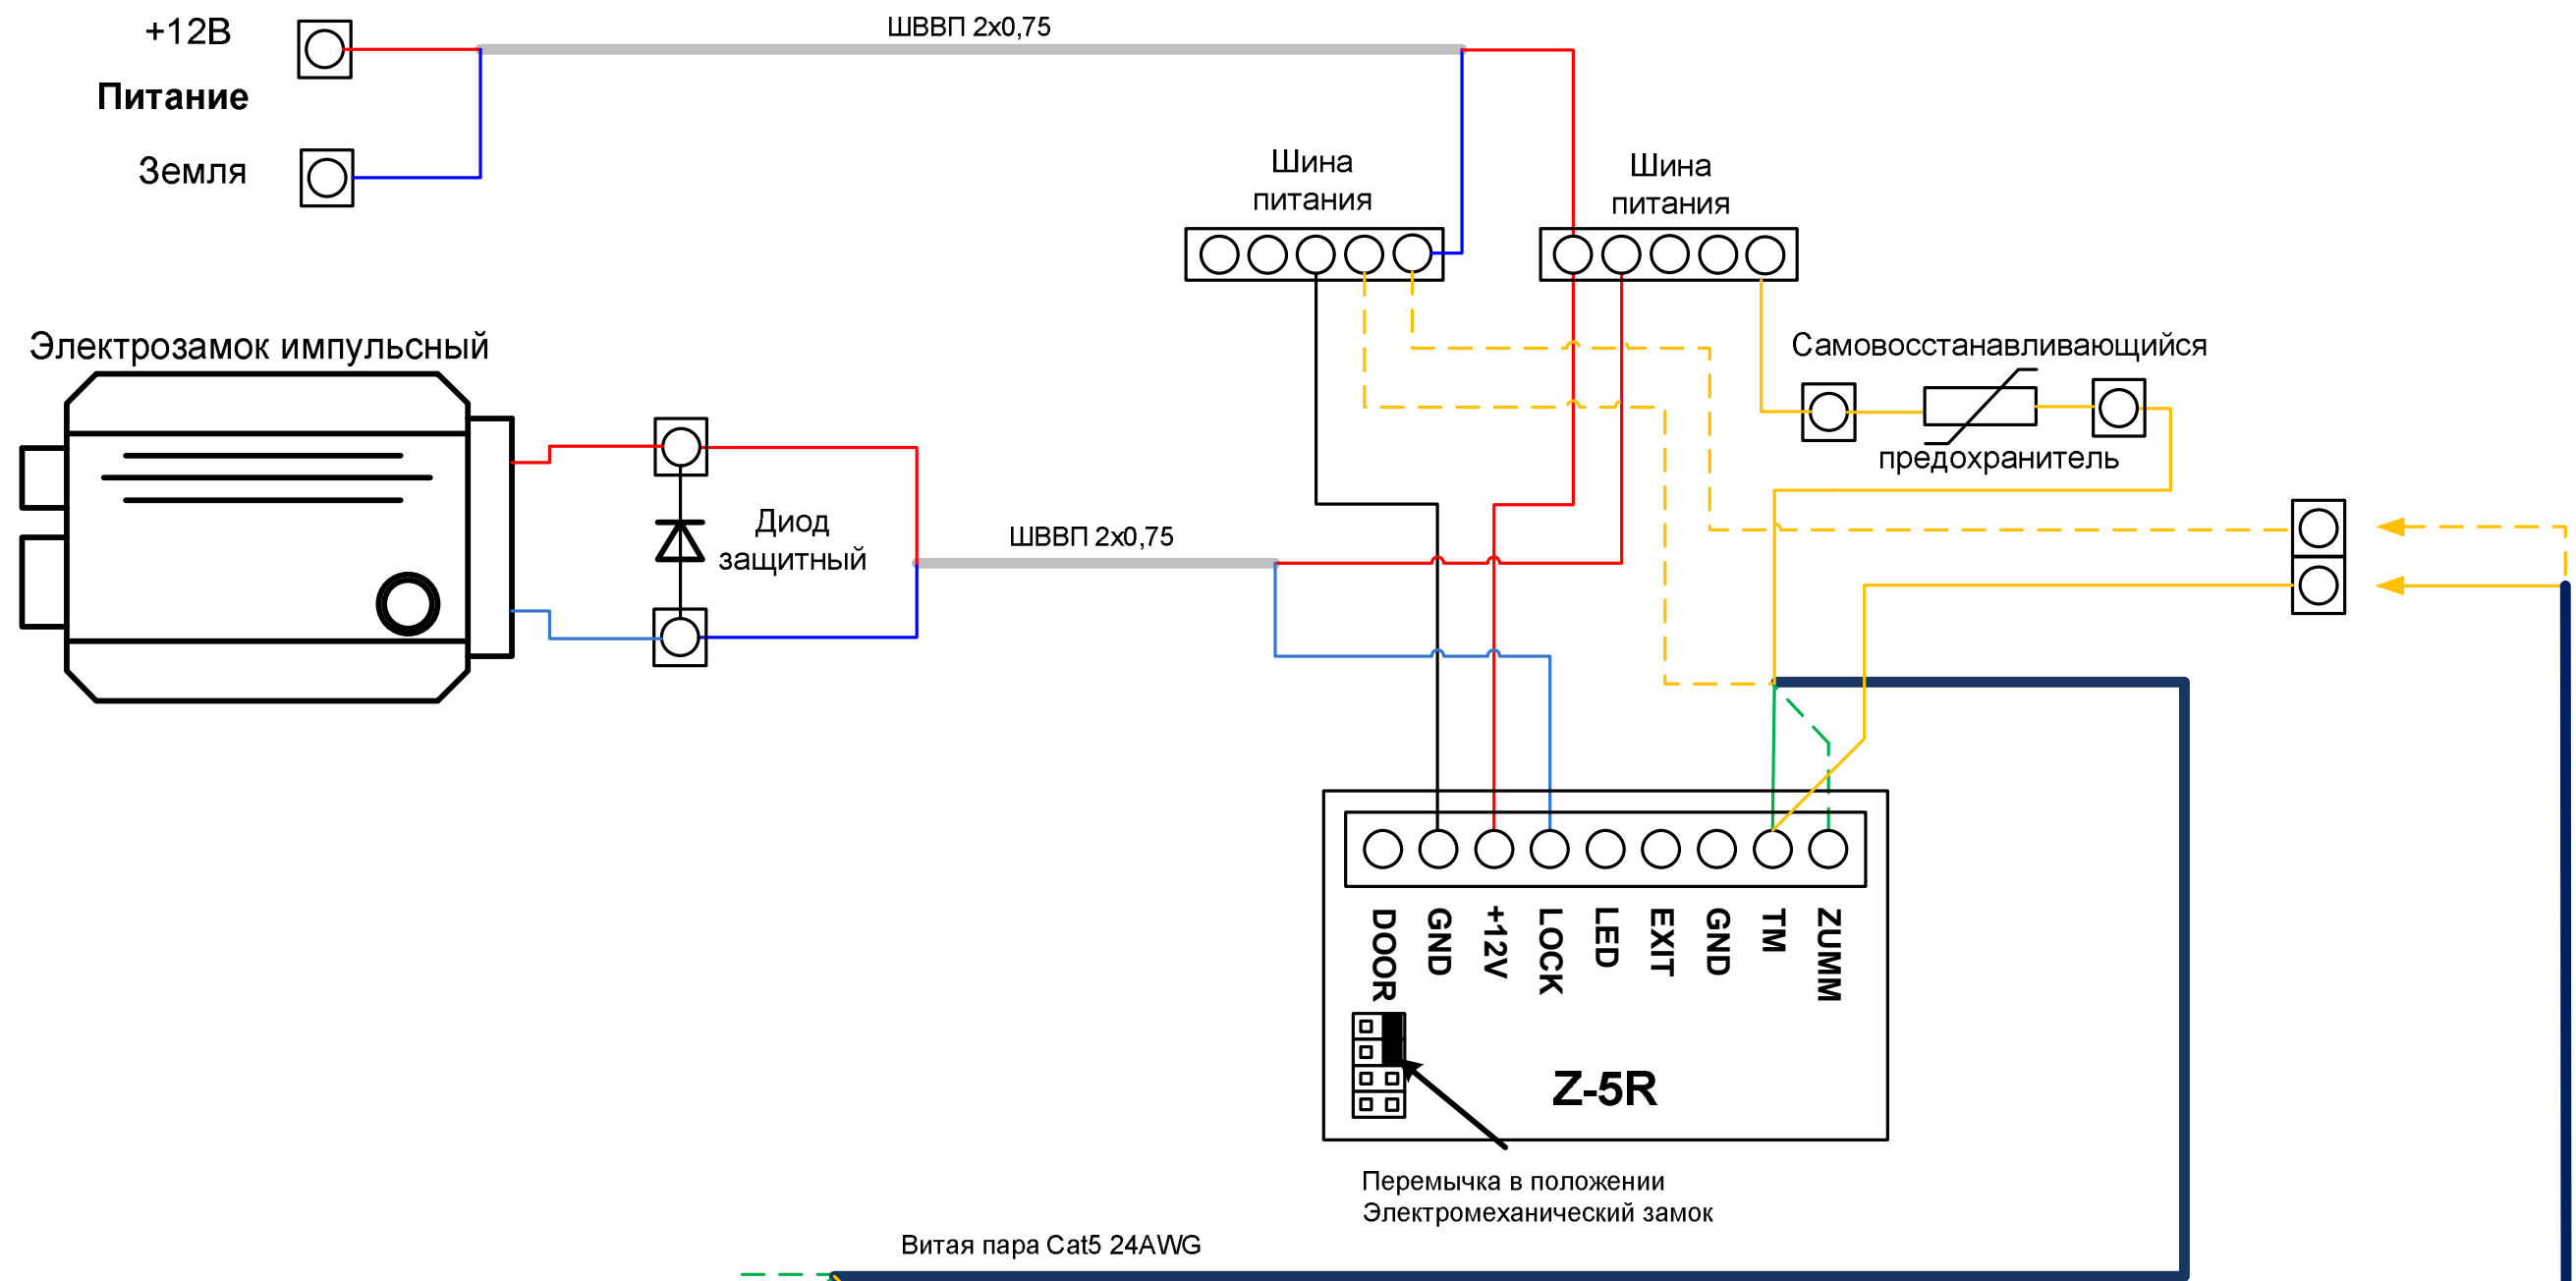 +12В
ШВВП 2х0,75
Питание
Земля
Шина
питания
Шина
питания
Электрозамок импульсный
Самовосстанавливающийся
предохранитель
Диод
защитный
ШВВП 2х0,75
DOOR
GND
+12V
LOCK
LED
EXIT
GND
TM
ZUMM
Z-5R
Перемычка в положении
Электромеханический замок
Витая пара Cat5 24AWG